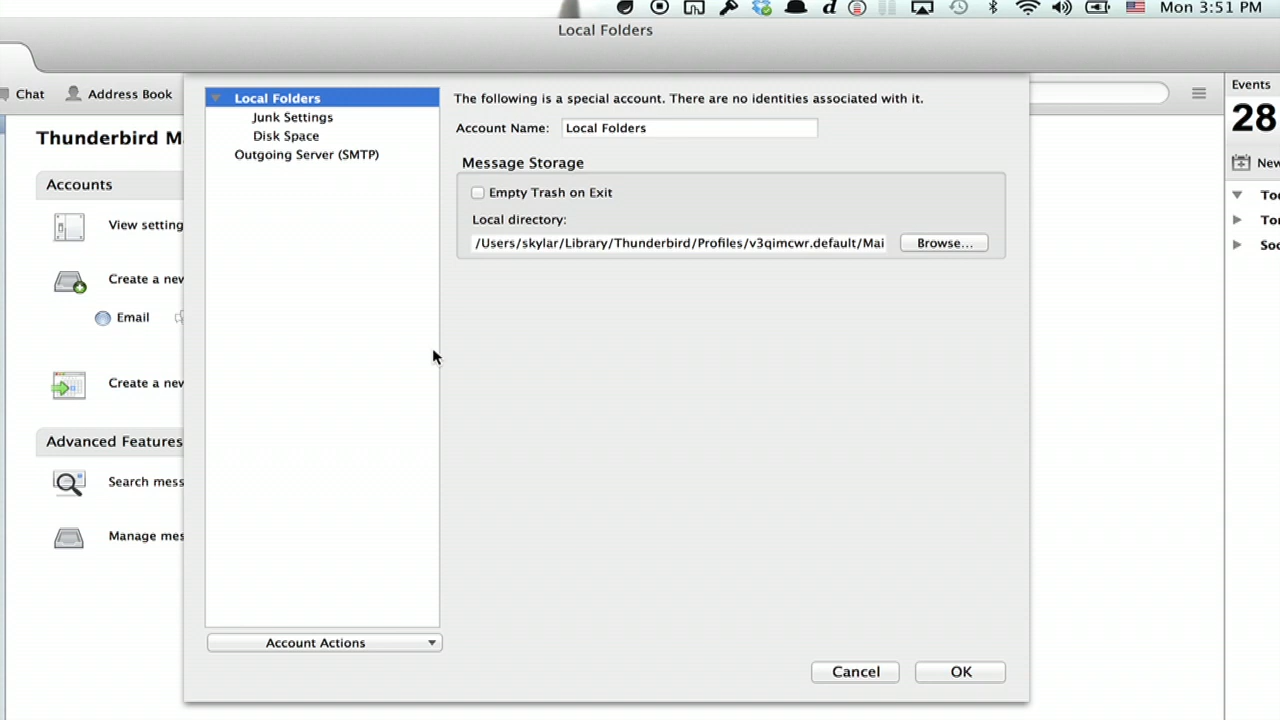 Mon 3:51 PM
Local Folders
Chat
Address Book
Events
Thunderbird M
28
Accounts
New
View setting
Create a new
Email
Create a new
Advanced Features
Search mess
Manage mes
Local Folders
Junk Settings
Disk Space
Outgoing Server (SMTP)
Account Actions
The following is a special account. There are no identities associated with it.
Account Name: Local Folders
Message Storage
Empty Trash on Exit
Local directory:
/Users/skylar/Library/Thunderbird/Profiles/v3qimcwr.default/Mai
Browse...
Cancel
OK